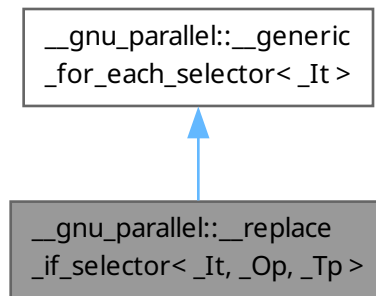 __gnu_parallel::__generic
_for_each_selector< _It >
__gnu_parallel::__replace
_if_selector< _It, _Op, _Tp >